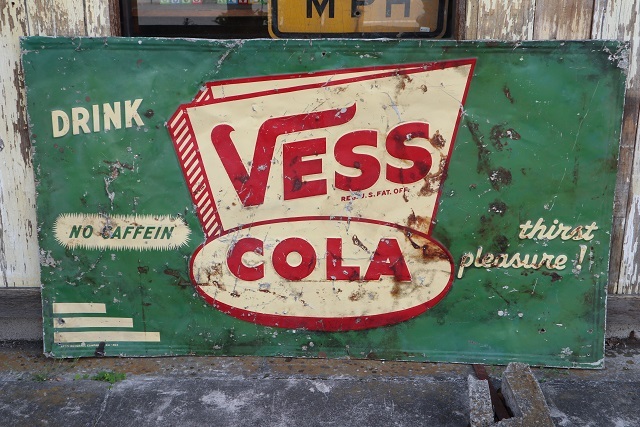 MPH
DRINK
VESS
REG. U.S. PAT. OFF.
NO CAFFEIN
COLA
thirst
pleasure!